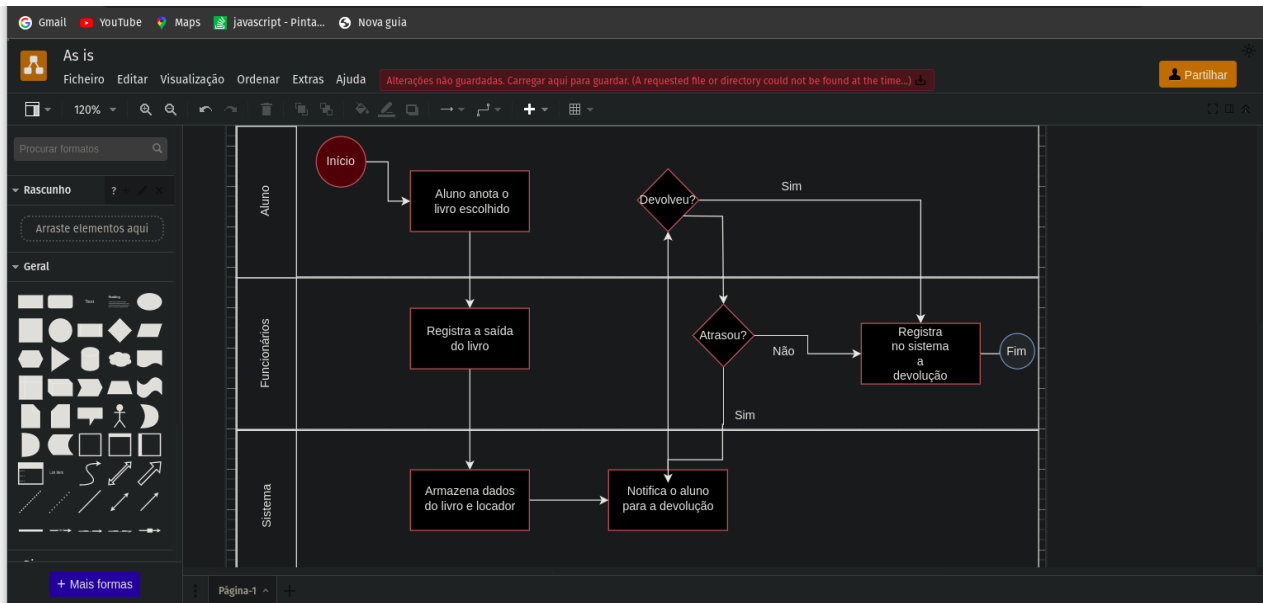 Gmail YouTube Maps javascript - Pinta... Nova guia
As is
Ficheiro Editar Visualização Ordenar Extras Ajuda Alterações não guardadas. Carregar aqui para guardar. (A requested file or directory could not be found at the time...)
Partilhar
120%
Procurar formatos
Rascunho ?
Arraste elementos aqui
Geral
Text
Heading
List Item
+ Mais formas
Página-1
Aluno
Início
Aluno anota o
livro escolhido
Devolveu?
Sim
Funcionários
Registra a saída
do livro
Atrasou?
Não
Registra
no sistema
a
devolução
Fim
Sim
Sistema
Armazena dados
do livro e locador
Notifica o aluno
para a devolução